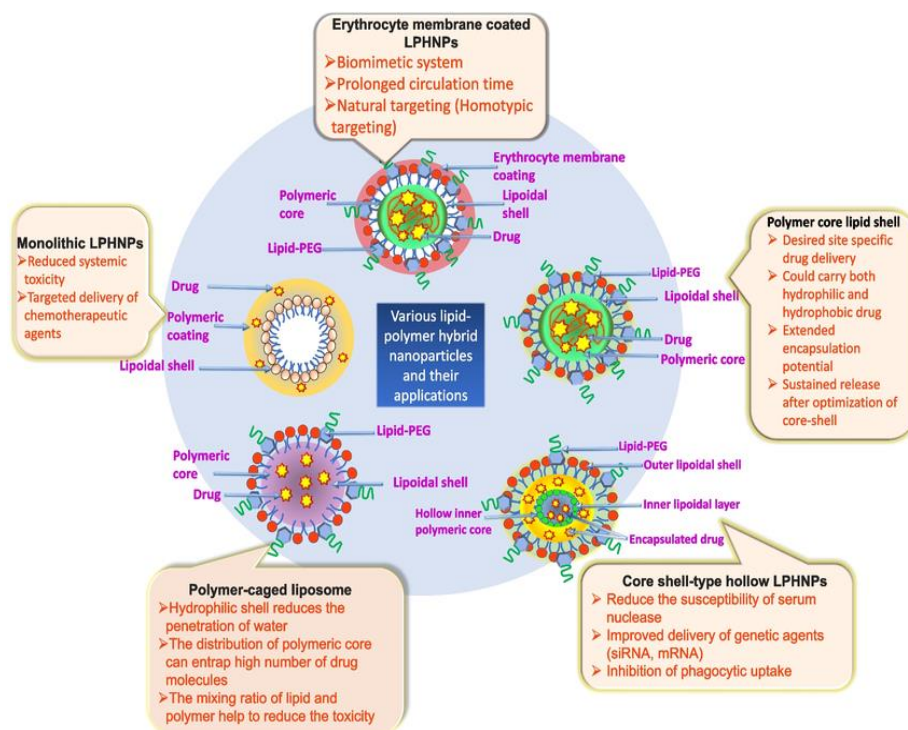 Erythrocyte membrane coated
LPHNPs
➢Biomimetic system
➢Prolonged circulation time
➢Natural targeting (Homotypic
targeting)
Erythrocyte membrane
coating
Polymeric
core
Lipoidal
shell
Lipid-PEG
Drug
Monolithic LPHNPs
➢Reduced systemic
toxicity
➢Targeted delivery of
chemotherapeutic
agents
Drug
Polymeric
coating
Lipoidal shell
Various lipid-
polymer hybrid
nanoparticles
and their
applications
Lipid-PEG
Lipoidal shell
Drug
Polymeric core
Polymer core lipid shell
➢ Desired site specific
drug delivery
➢ Could carry both
hydrophilic and
hydrophobic drug
➢ Extended
encapsulation
potential
➢ Sustained release
after optimization of
core-shell
Lipid-PEG
Polymeric
core
Drug
Lipoidal shell
Lipid-PEG
Outer lipoidal shell
Hollow inner
polymeric core
Inner lipoidal layer
Encapsulated drug
Polymer-caged liposome
➢Hydrophilic shell reduces the
penetration of water
➢The distribution of polymeric core
can entrap high number of drug
molecules
➢The mixing ratio of lipid and
polymer help to reduce the toxicity
Core shell-type hollow LPHNPs
➢ Reduce the susceptibility of serum
nuclease
➢ Improved delivery of genetic agents
(siRNA, mRNA)
➢ Inhibition of phagocytic uptake